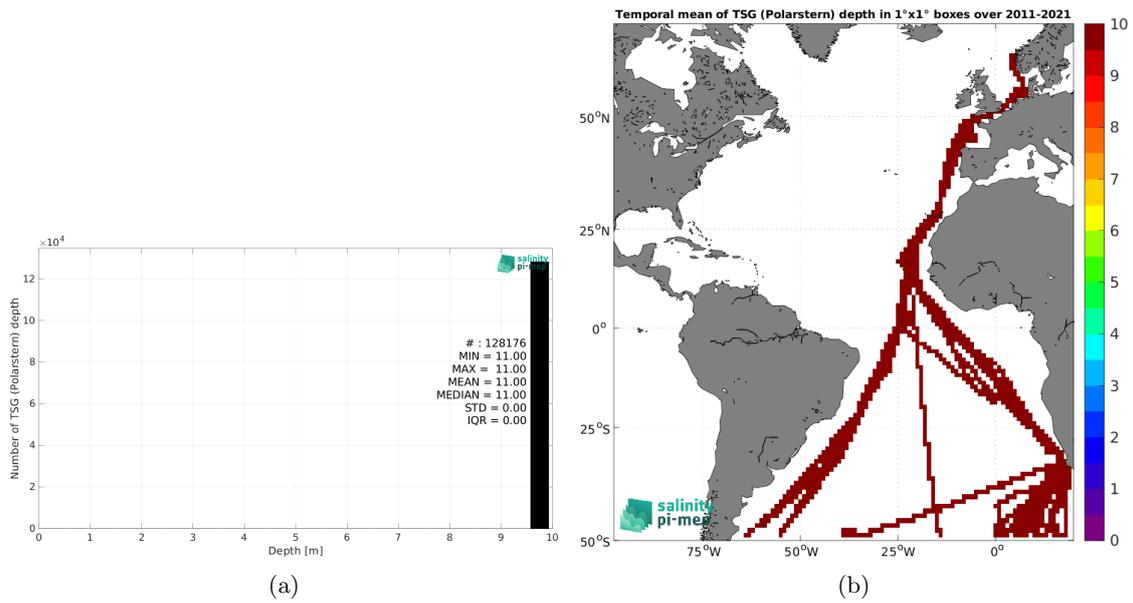 Temporal mean of TSG (Polarstern) depth in 1°x1° boxes over 2011-2021
×10⁴
Number of TSG (Polarstern) depth
12
10
8
6
4
2
0
salinity
pi-mep
# : 128176
MIN = 11.00
MAX = 11.00
MEAN = 11.00
MEDIAN = 11.00
STD = 0.00
IQR = 0.00
0 1 2 3 4 5 6 7 8 9 10
Depth [m]
(a)
50°N
25°N
0°
25°S
50°S
75°W 50°W 25°W 0°
salinity
pi-mep
10
9
8
7
6
5
4
3
2
1
0
(b)